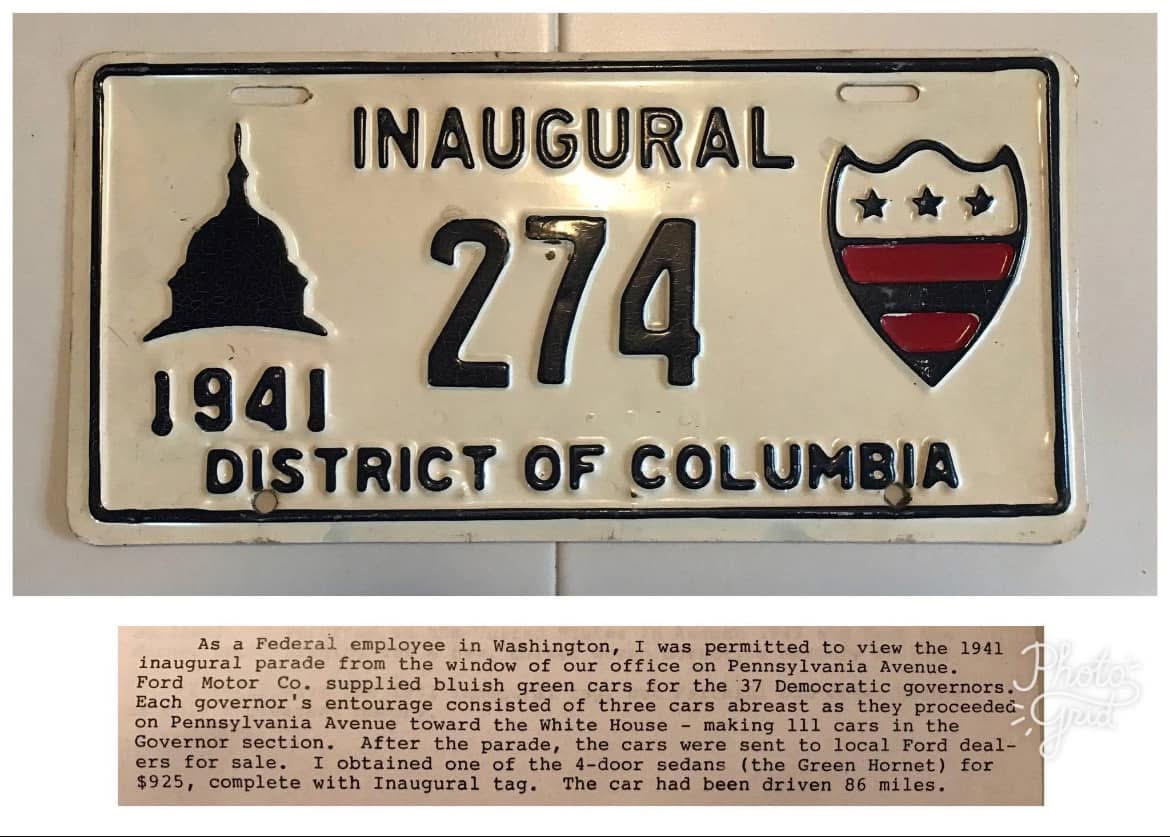 INAUGURAL
274
1941
DISTRICT OF COLUMBIA
As a Federal employee in Washington, I was permitted to view the 1941
inaugural parade from the window of our office on Pennsylvania Avenue.
Ford Motor Co. supplied bluish green cars for the 37 Democratic governors.
Each governor's entourage consisted of three cars abreast as they proceeded
on Pennsylvania Avenue toward the White House - making 111 cars in the
Governor section. After the parade, the cars were sent to local Ford deal-
ers for sale. I obtained one of the 4-door sedans (the Green Hornet) for
$925, complete with Inaugural tag. The car had been driven 86 miles.
Photo
Grid